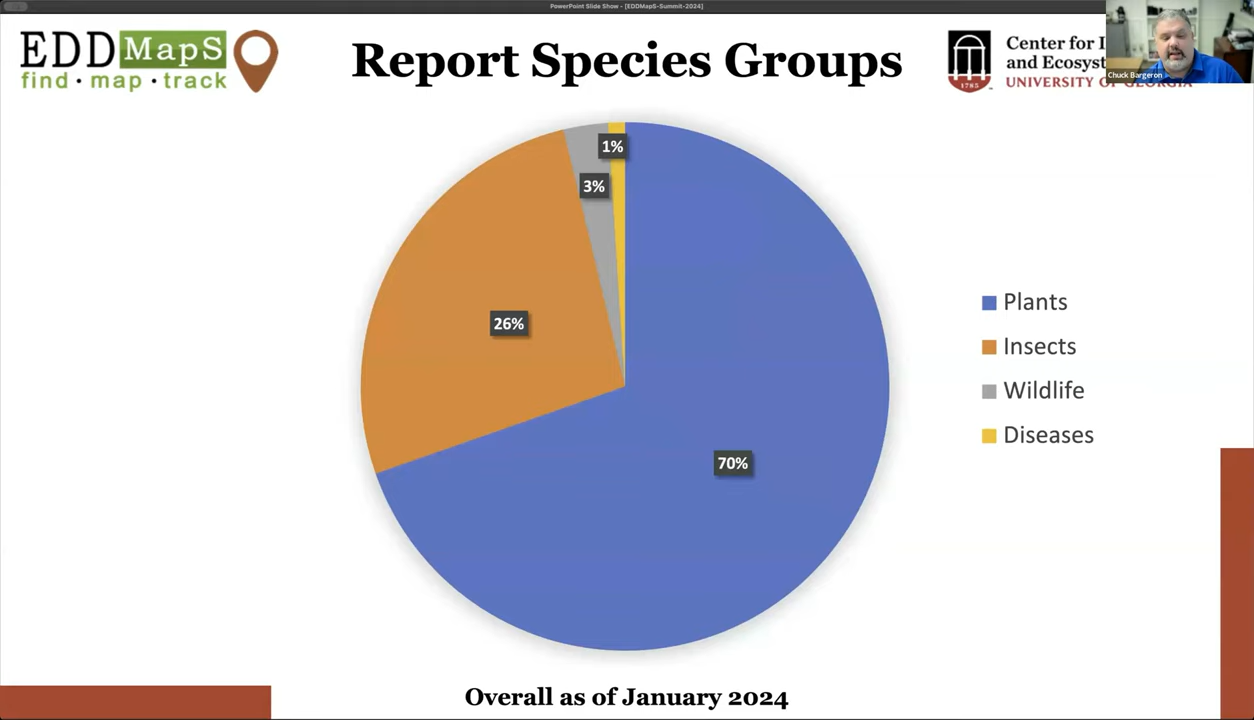 PowerPoint Slide Show - [EDDMapS-Summit-2024]
EDDMapS
find · map · track
Report Species Groups
Center for
and Ecosyst
UNIVERSITY OF GEORGIA
1785
Chuck Bargeron
1%
3%
26%
70%
Plants
Insects
Wildlife
Diseases
Overall as of January 2024